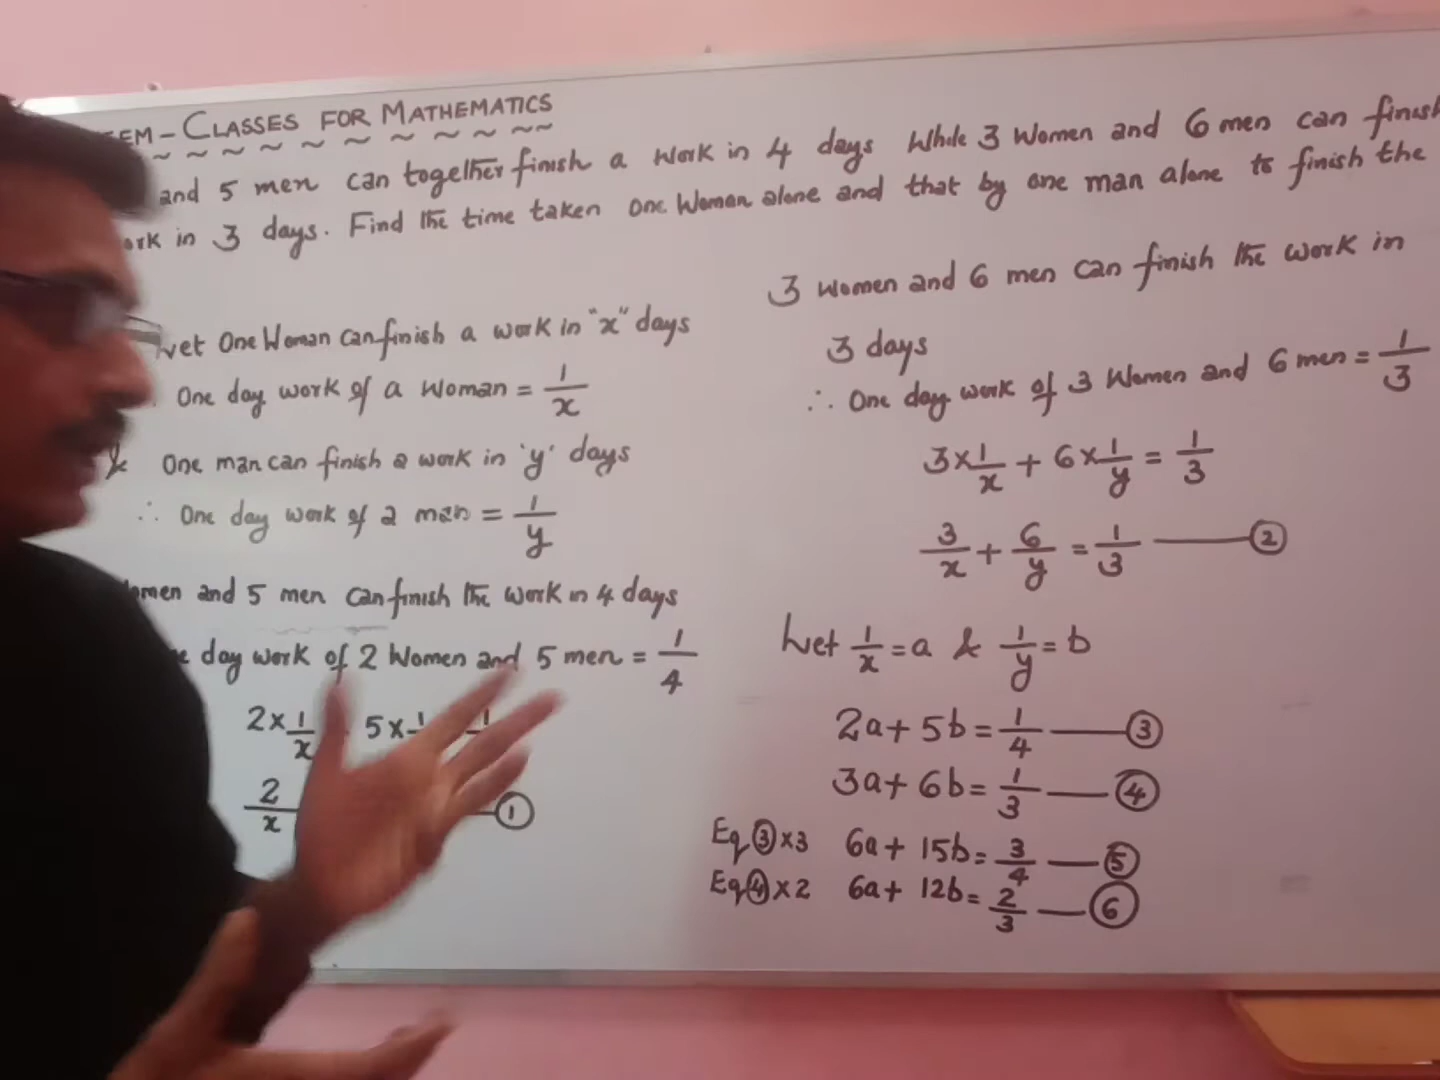 CLASSES FOR MATHEMATICS
and 5 men can together finish a work in 4 days While 3 Women and 6 men can finish
in 3 days. Find the time taken One Woman alone and that by one man alone to finish the
Let One Woman can finish a work in "x" days
One day work of a Woman = 1/x
& One man can finish a work in 'y' days
∴ One day work of a man = 1/y
and 5 men can finish the work in 4 days
day work of 2 Women and 5 men = 1/4
2 × 1/x 5 ×
2/x ①
3 Women and 6 men can finish the work in
3 days
∴ One day work of 3 Women and 6 men = 1/3
3 × 1/x + 6 × 1/y = 1/3
3/x + 6/y = 1/3 — ②
Let 1/x = a & 1/y = b
2a + 5b = 1/4 — ③
3a + 6b = 1/3 — ④
Eq ③ × 3 6a + 15b = 3/4 — ⑤
Eq ④ × 2 6a + 12b = 2/3 — ⑥